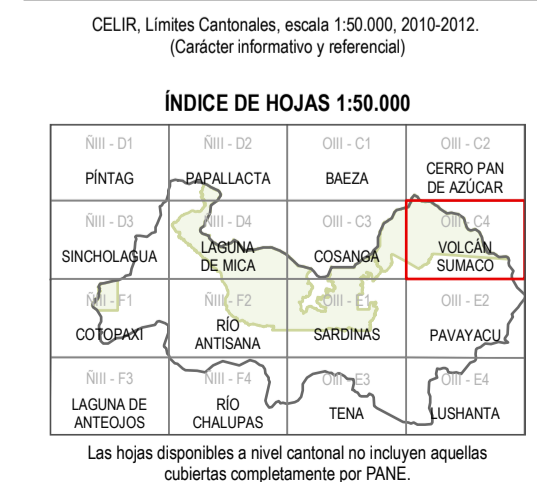 CELIR, Límites Cantonales, escala 1:50.000, 2010-2012.
(Carácter informativo y referencial)
ÍNDICE DE HOJAS 1:50.000
ÑIII - D1
PÍNTAG
ÑIII - D2
PAPALLACTA
OIII - C1
BAEZA
OIII - C2
CERRO PAN
DE AZÚCAR
ÑIII - D3
SINCHOLAGUA
ÑIII - D4
LAGUNA
DE MICA
OIII - C3
COSANGA
OIII - C4
VOLCÁN
SUMACO
ÑIII - F1
COTOPAXI
ÑIII - F2
RÍO
ANTISANA
OIII - E1
SARDINAS
OIII - E2
PAVAYACU
ÑIII - F3
LAGUNA DE
ANTEOJOS
ÑIII - F4
RÍO
CHALUPAS
OIII - E3
TENA
OIII - E4
LUSHANTA
Las hojas disponibles a nivel cantonal no incluyen aquellas
cubiertas completamente por PANE.